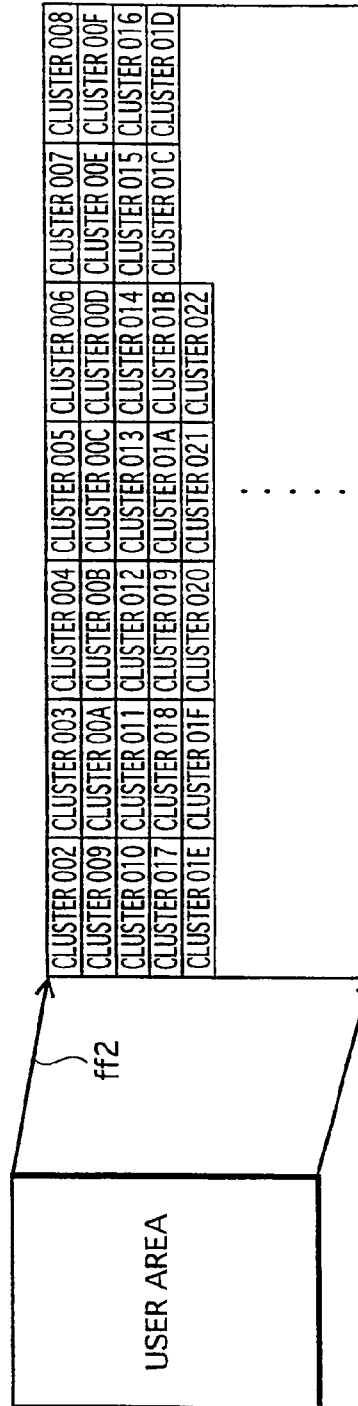 USER AREA
ff2
CLUSTER 002 CLUSTER 003 CLUSTER 004 CLUSTER 005 CLUSTER 006 CLUSTER 007 CLUSTER 008
CLUSTER 009 CLUSTER 00A CLUSTER 00B CLUSTER 00C CLUSTER 00D CLUSTER 00E CLUSTER 00F
CLUSTER 010 CLUSTER 011 CLUSTER 012 CLUSTER 013 CLUSTER 014 CLUSTER 015 CLUSTER 016
CLUSTER 017 CLUSTER 018 CLUSTER 019 CLUSTER 01A CLUSTER 01B CLUSTER 01C CLUSTER 01D
CLUSTER 01E CLUSTER 01F CLUSTER 020 CLUSTER 021 CLUSTER 022
. . . . .